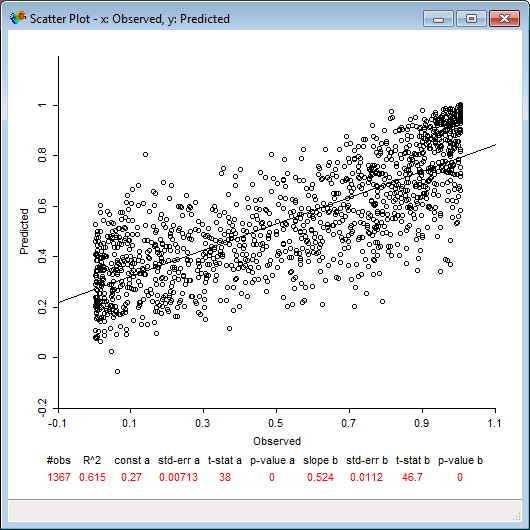 Scatter Plot - x: Observed, y: Predicted
1
0.8
0.6
0.4
0.2
0
-0.2
Predicted
-0.1 0.1 0.3 0.5 0.7 0.9 1.1
Observed
#obs R^2 const a std-err a t-stat a p-value a slope b std-err b t-stat b p-value b
1367 0.615 0.27 0.00713 38 0 0.524 0.0112 46.7 0